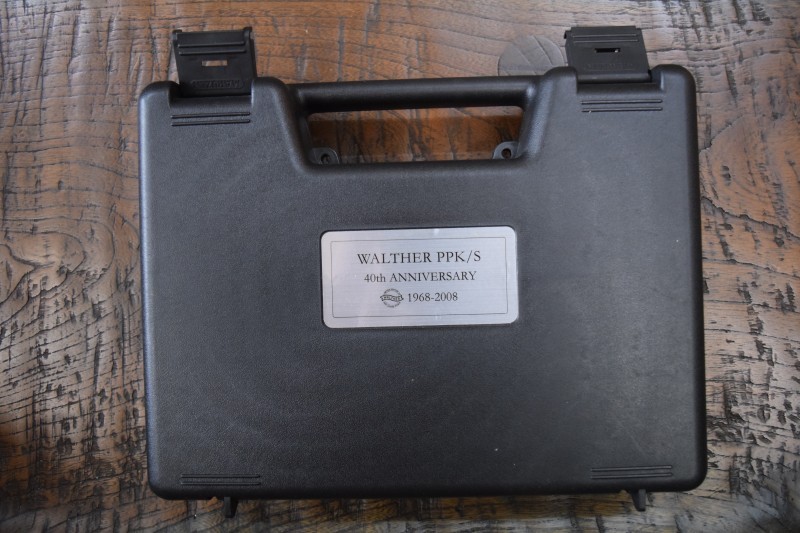 WALTHER PPK/S
40th ANNIVERSARY
1968-2008